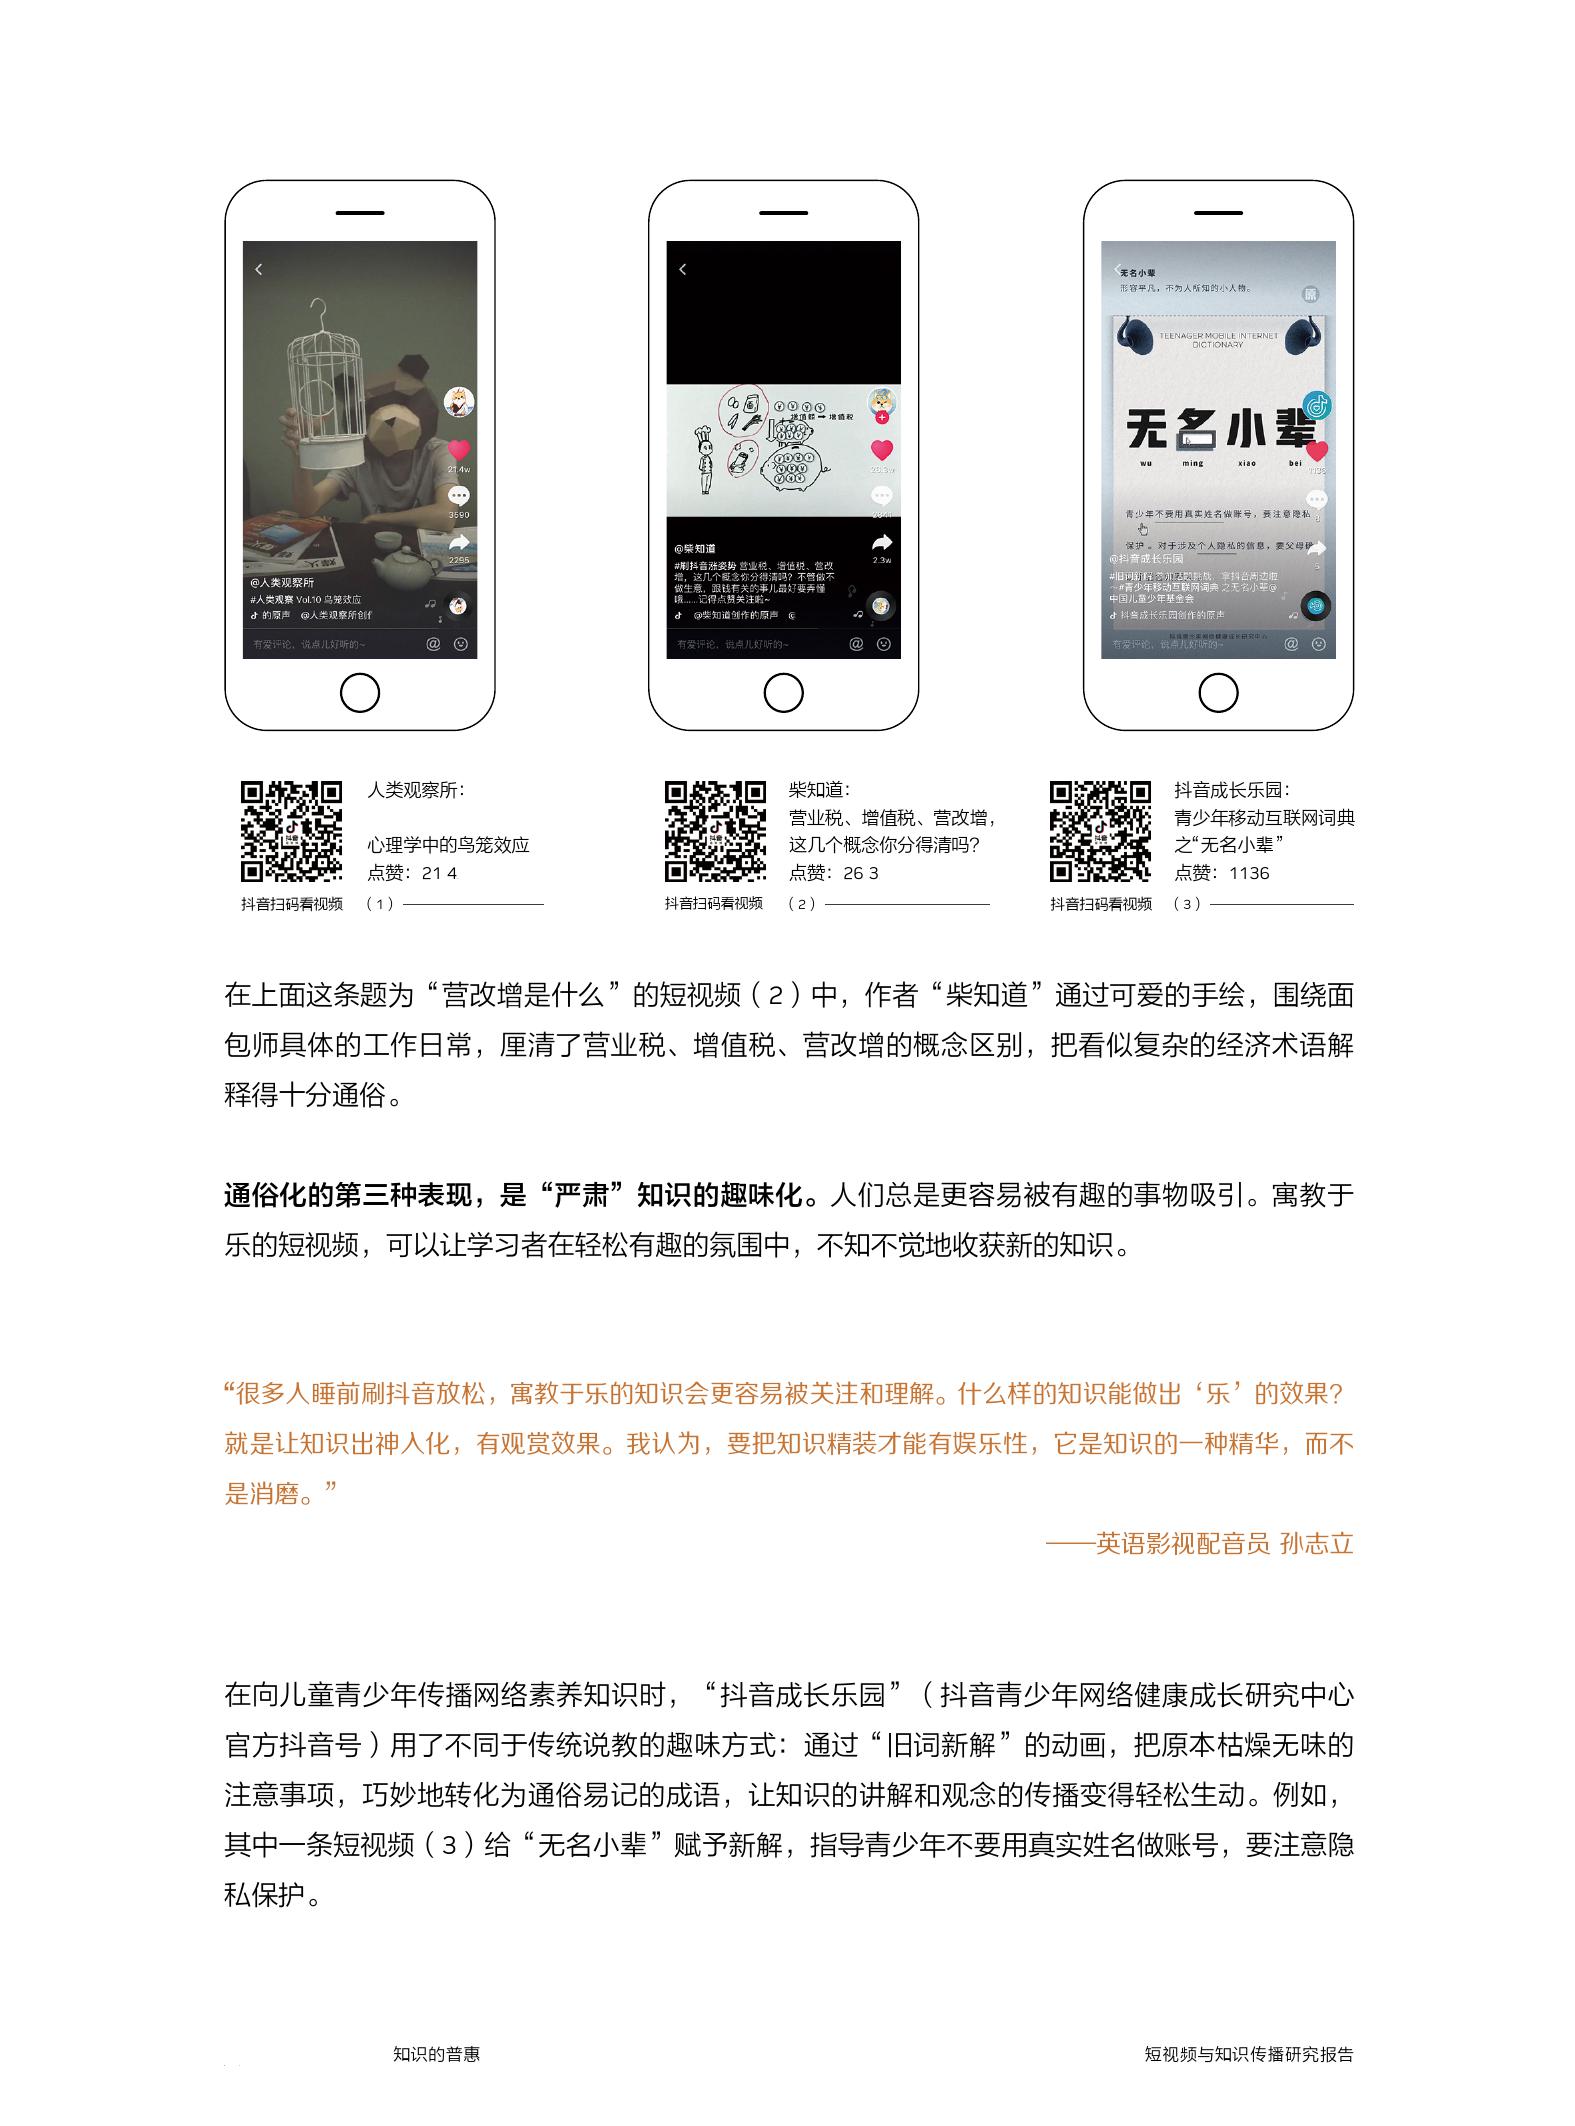 人类观察所：
心理学中的鸟笼效应
点赞：21 4
抖音扫码看视频 （1）
柴知道：
营业税、增值税、营改增，
这几个概念你分得清吗？
点赞：26 3
抖音扫码看视频 （2）
抖音成长乐园：
青少年移动互联网词典
之“无名小辈”
点赞：1136
抖音扫码看视频 （3）
21.4w
3590
2295
@人类观察所
#人类观察 Vol.10 鸟笼效应
的原声 @人类观察所创作
有爱评论，说点儿好听的~
增值额 → 增值税
26.3w
2.3w
@柴知道
#刷抖音涨姿势 营业税、增值税、营改
增，这几个概念你分得清吗？不管做不
做生意，跟钱有关的事儿最好要弄懂
哦......记得点赞关注啦~
@柴知道创作的原声
有爱评论，说点儿好听的~
无名小辈
形容平凡，不为人所知的小人物。
原
TEENAGER MOBILE INTERNET
DICTIONARY
无名小辈
wu ming xiao bei
1136
青少年不要用真实姓名做账号，要注意隐私
保护。对于涉及个人隐私的信息，要父母确
@抖音成长乐园
5
~#青少年移动互联网词典 之无名小辈@
中国儿童少年基金会
抖音成长乐园创作的原声
有爱评论，说点儿好听的~
在上面这条题为“营改增是什么”的短视频（2）中，作者“柴知道”通过可爱的手绘，围绕面
包师具体的工作日常，厘清了营业税、增值税、营改增的概念区别，把看似复杂的经济术语解
释得十分通俗。
通俗化的第三种表现，是“严肃”知识的趣味化。人们总是更容易被有趣的事物吸引。寓教于
乐的短视频，可以让学习者在轻松有趣的氛围中，不知不觉地收获新的知识。
“很多人睡前刷抖音放松，寓教于乐的知识会更容易被关注和理解。什么样的知识能做出‘乐’的效果？
就是让知识出神入化，有观赏效果。我认为，要把知识精装才能有娱乐性，它是知识的一种精华，而不
是消磨。”
——英语影视配音员 孙志立
在向儿童青少年传播网络素养知识时，“抖音成长乐园”（抖音青少年网络健康成长研究中心
官方抖音号）用了不同于传统说教的趣味方式：通过“旧词新解”的动画，把原本枯燥无味的
注意事项，巧妙地转化为通俗易记的成语，让知识的讲解和观念的传播变得轻松生动。例如，
其中一条短视频（3）给“无名小辈”赋予新解，指导青少年不要用真实姓名做账号，要注意隐
私保护。
知识的普惠
短视频与知识传播研究报告